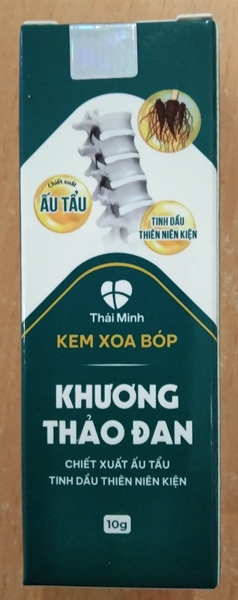 Chiết xuất
ẤU TẨU
TINH DẦU
THIÊN NIÊN KIỆN
Thái Minh
KEM XOA BÓP
KHƯƠNG
THẢO ĐAN
CHIẾT XUẤT ẤU TẨU
TINH DẦU THIÊN NIÊN KIỆN
10g